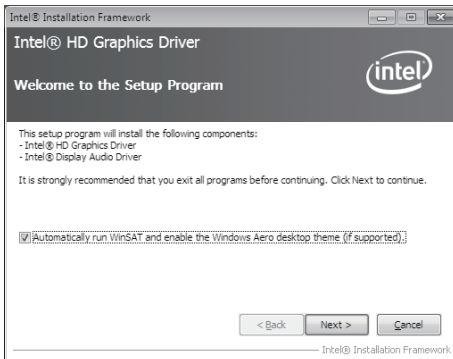 Intel® Installation Framework
Intel® HD Graphics Driver
intel
Welcome to the Setup Program
This setup program will install the following components:
- Intel® HD Graphics Driver
- Intel® Display Audio Driver
It is strongly recommended that you exit all programs before continuing. Click Next to continue.
Automatically run WinSAT and enable the Windows Aero desktop theme (if supported).
< Back
Next >
Cancel
Intel® Installation Framework